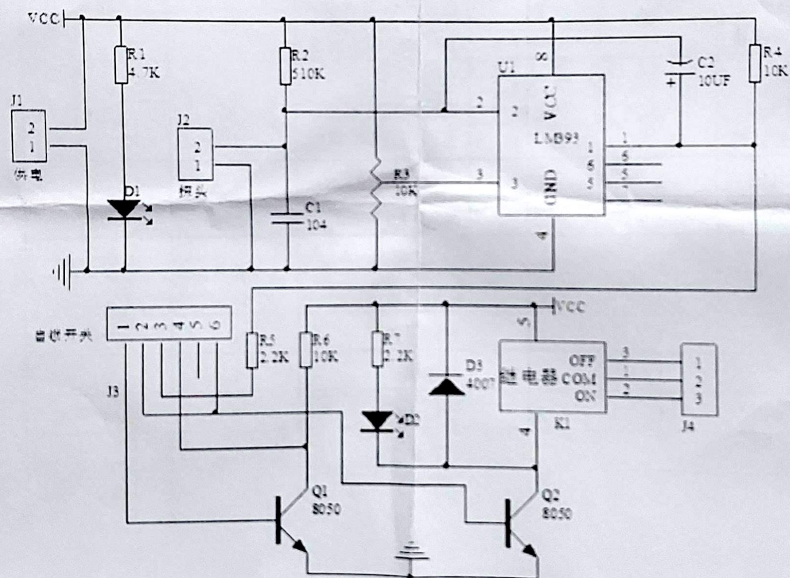 VCC
R1
4.7K
R2
510K
U1
8
VCC
C2
10UF
R4
10K
J1
2
1
供电
J2
2
1
探头
2
2
LM393
1
1
6
6
5
5
7
3
3
R3
10K
GND
4
D1
C1
104
VCC
1
2
3
4
5
6
J3
R5
2.2K
R6
10K
R7
2.2K
D3
4007
5
继电器
OFF
COM
ON
3
1
2
1
2
3
J4
K1
4
D2
Q1
8050
Q2
8050